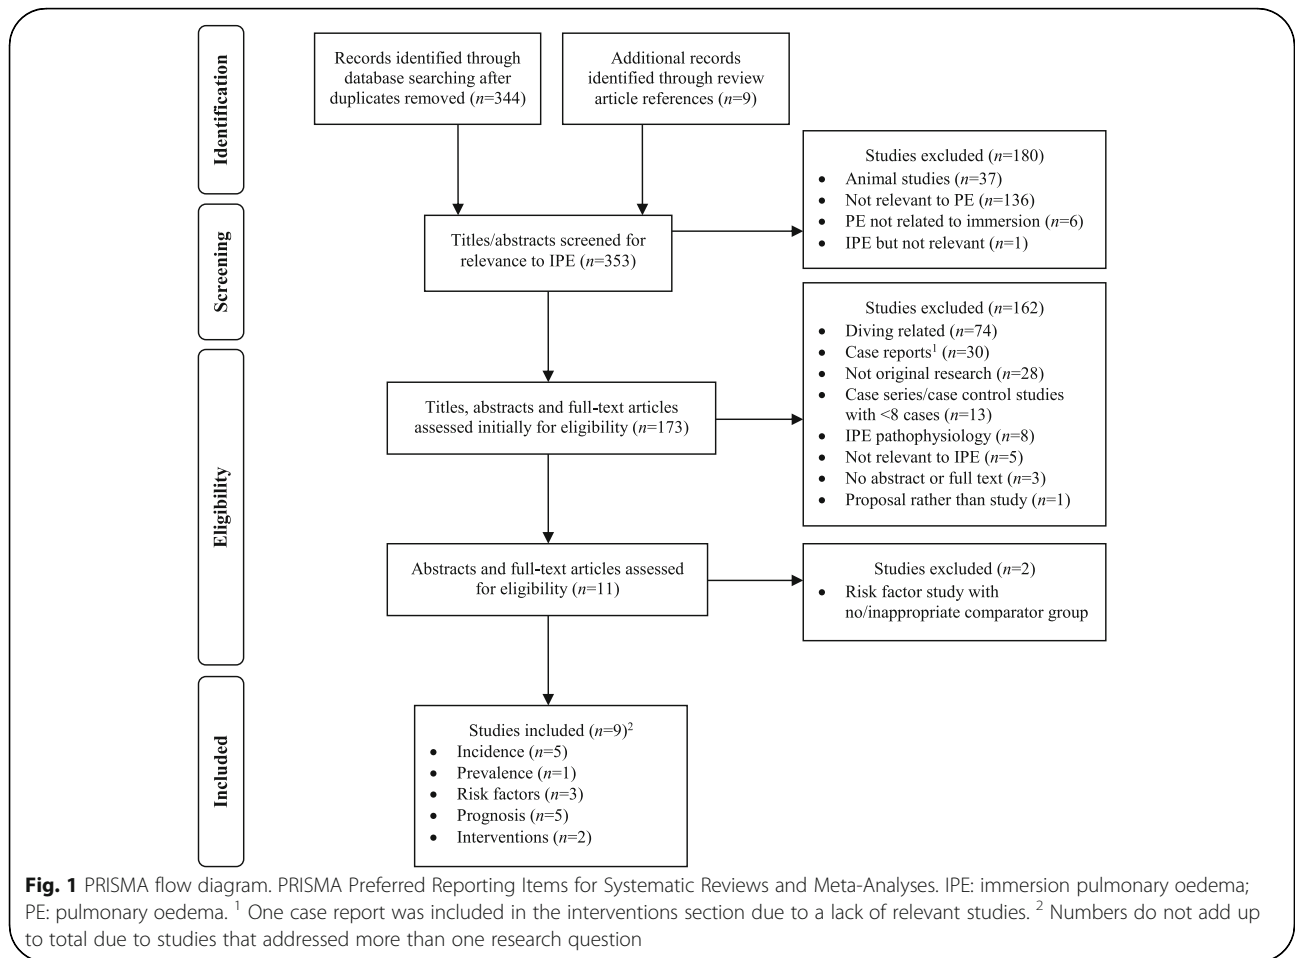 Identification
Records identified through
database searching after
duplicates removed (n=344)
Additional records
identified through review
article references (n=9)
Studies excluded (n=180)
• Animal studies (n=37)
• Not relevant to PE (n=136)
• PE not related to immersion (n=6)
• IPE but not relevant (n=1)
Screening
Titles/abstracts screened for
relevance to IPE (n=353)
Studies excluded (n=162)
• Diving related (n=74)
• Case reports¹ (n=30)
• Not original research (n=28)
• Case series/case control studies
with <8 cases (n=13)
• IPE pathophysiology (n=8)
• Not relevant to IPE (n=5)
• No abstract or full text (n=3)
• Proposal rather than study (n=1)
Eligibility
Titles, abstracts and full-text articles
assessed initially for eligibility (n=173)
Abstracts and full-text articles assessed
for eligibility (n=11)
Studies excluded (n=2)
• Risk factor study with
no/inappropriate comparator group
Included
Studies included (n=9)²
• Incidence (n=5)
• Prevalence (n=1)
• Risk factors (n=3)
• Prognosis (n=5)
• Interventions (n=2)
Fig. 1 PRISMA flow diagram. PRISMA Preferred Reporting Items for Systematic Reviews and Meta-Analyses. IPE: immersion pulmonary oedema;
PE: pulmonary oedema. ¹ One case report was included in the interventions section due to a lack of relevant studies. ² Numbers do not add up
to total due to studies that addressed more than one research question